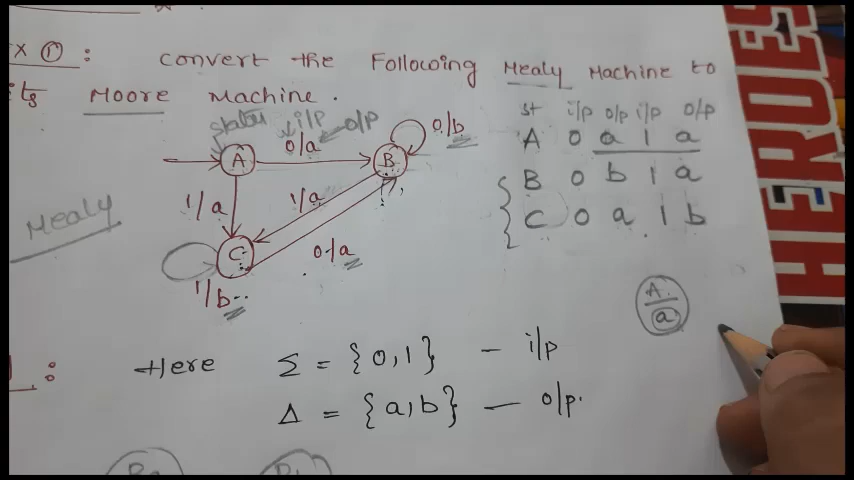 Ex ①: Convert the Following Mealy Machine to
its Moore Machine.
states i/p o/p
A 0/a B 0/b
1/a 1/a
C 0/a
1/b
Mealy
st i/p o/p i/p o/p
A 0 a 1 a
B 0 b 1 a
C 0 a 1 b
A
a
Here Σ = {0,1} - i/p
Δ = {a,b} - o/p.
HEROES